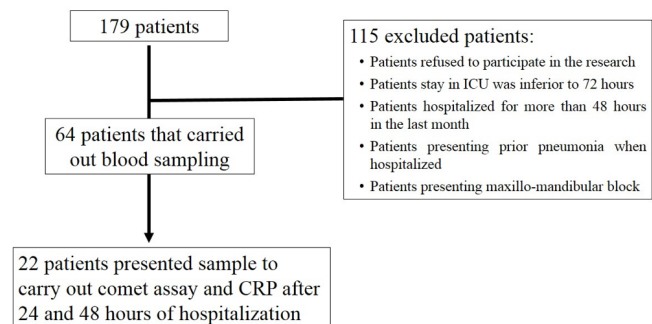 179 patients
115 excluded patients:
• Patients refused to participate in the research
• Patients stay in ICU was inferior to 72 hours
• Patients hospitalized for more than 48 hours
in the last month
• Patients presenting prior pneumonia when
hospitalized
• Patients presenting maxillo-mandibular block
64 patients that carried
out blood sampling
22 patients presented sample to
carry out comet assay and CRP after
24 and 48 hours of hospitalization